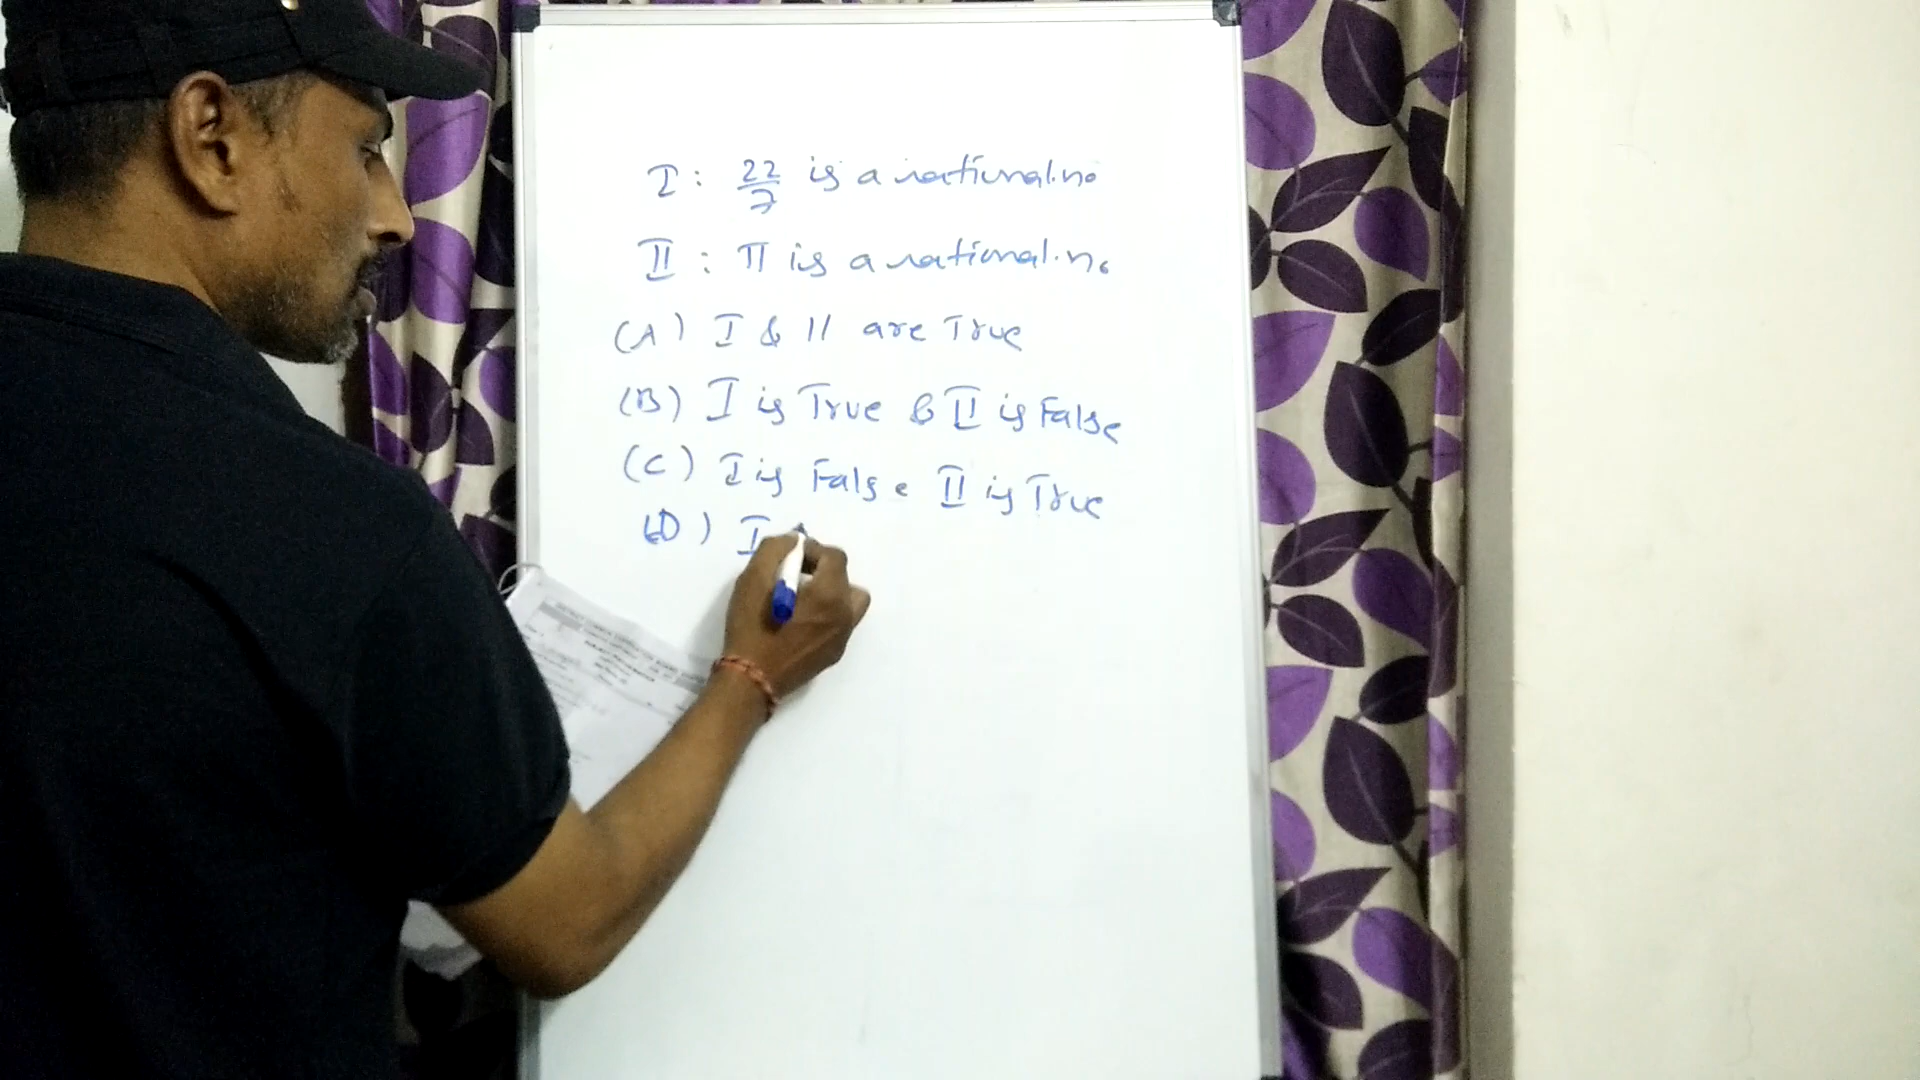 I : 22/7 is a rational.no
II : π is a rational.no
(A) I & II are True
(B) I is True & II is False
(C) I is False II is True
(D) I